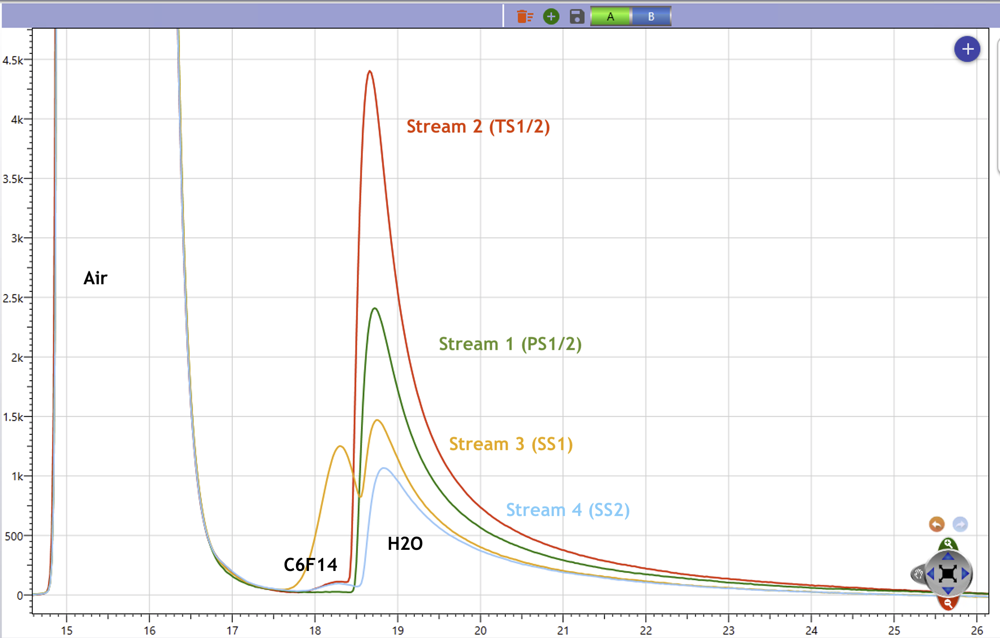 A B
4.5k
4k
Stream 2 (TS1/2)
3.5k
3k
Air
2.5k
Stream 1 (PS1/2)
2k
1.5k
Stream 3 (SS1)
1k
Stream 4 (SS2)
500
H2O
C6F14
0
15 16 17 18 19 20 21 22 23 24 25 26